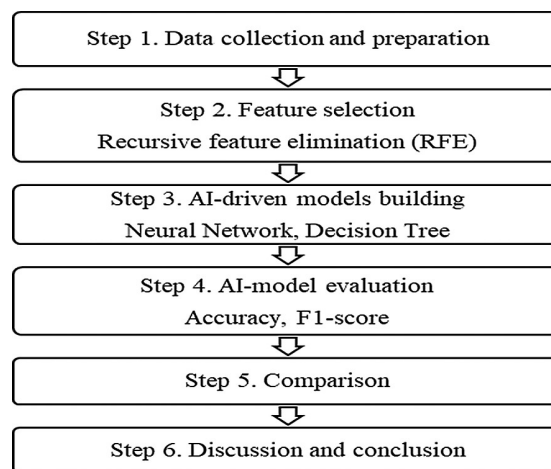 Step 1. Data collection and preparation
Step 2. Feature selection
Recursive feature elimination (RFE)
Step 3. AI-driven models building
Neural Network, Decision Tree
Step 4. AI-model evaluation
Accuracy, F1-score
Step 5. Comparison
Step 6. Discussion and conclusion